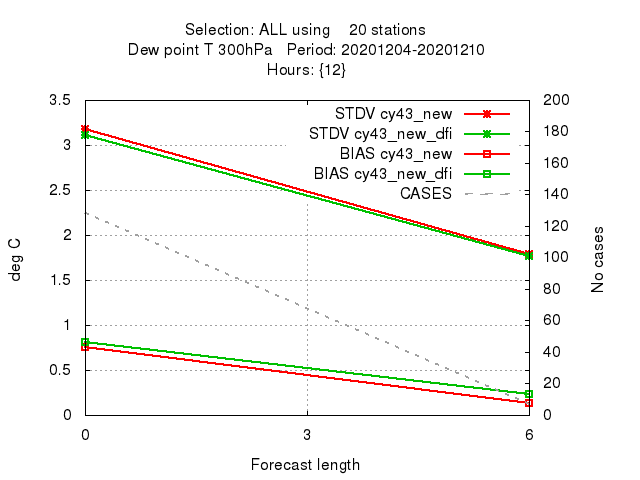 Selection: ALL using    20 stations
Dew point T 300hPa   Period: 20201204-20201210
Hours: {12}
STDV cy43_new
STDV cy43_new_dfi
BIAS cy43_new
BIAS cy43_new_dfi
CASES
3.5
3
2.5
2
1.5
1
0.5
0
deg C
200
180
160
140
120
100
80
60
40
20
0
No cases
0 3 6
Forecast length